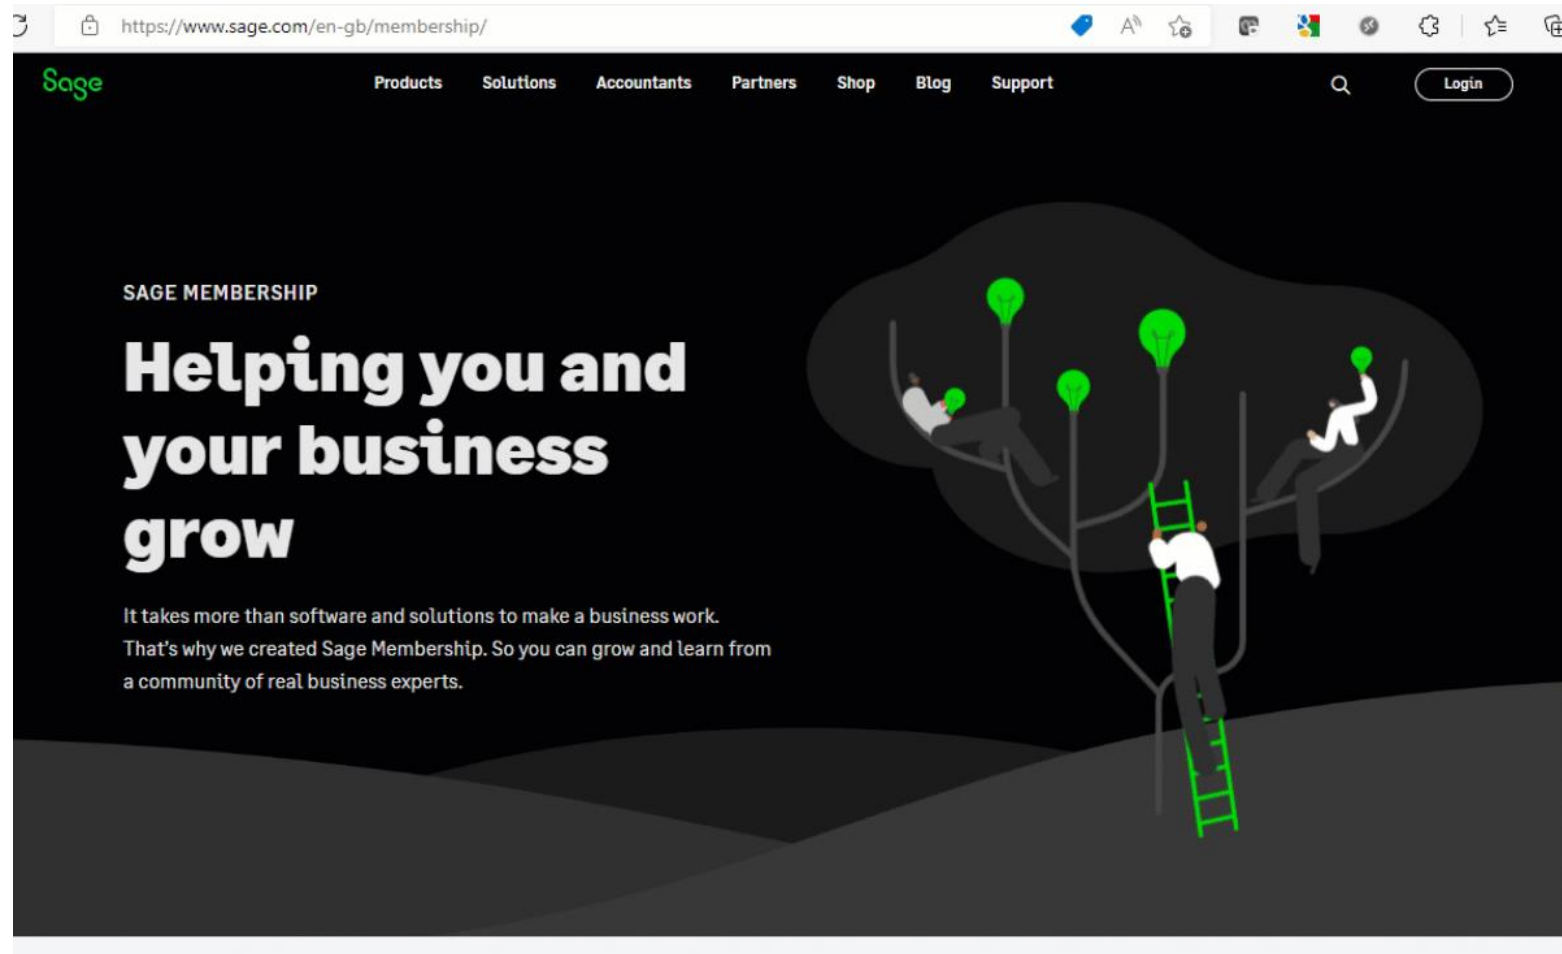 https://www.sage.com/en-gb/membership/
Sage
Products Solutions Accountants Partners Shop Blog Support
Login
SAGE MEMBERSHIP
Helping you and
your business
grow
It takes more than software and solutions to make a business work.
That's why we created Sage Membership. So you can grow and learn from
a community of real business experts.